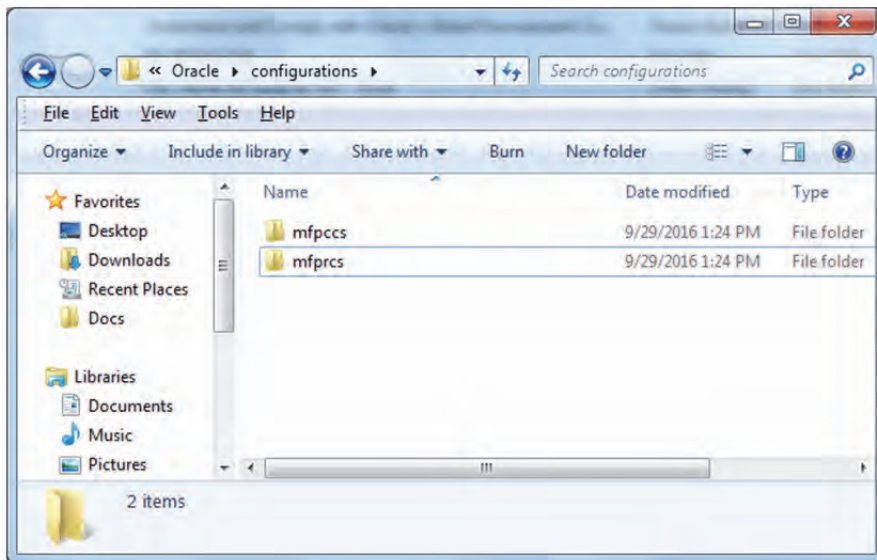 « Oracle ▸ configurations ▸ Search configurations
File Edit View Tools Help
Organize Include in library Share with Burn New folder
Favorites
Desktop
Downloads
Recent Places
Docs
Libraries
Documents
Music
Pictures
Name Date modified Type
mfpccs 9/29/2016 1:24 PM File folder
mfprcs 9/29/2016 1:24 PM File folder
2 items